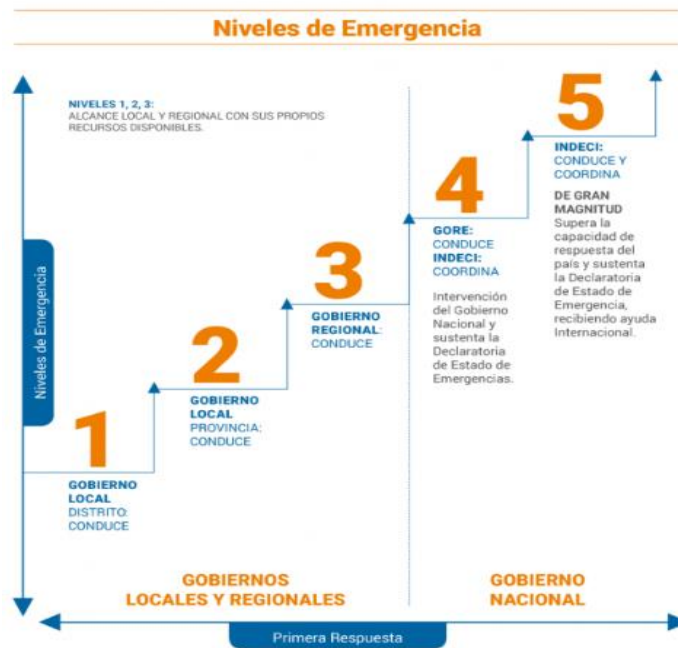 Niveles de Emergencia
NIVELES 1, 2, 3:
ALCANCE LOCAL Y REGIONAL CON SUS PROPIOS
RECURSOS DISPONIBLES.
Niveles de Emergencia
1
GOBIERNO
LOCAL
DISTRITO:
CONDUCE
2
GOBIERNO
LOCAL
PROVINCIA:
CONDUCE
3
GOBIERNO
REGIONAL:
CONDUCE
4
GORE:
CONDUCE
INDECI:
COORDINA
Intervención
del Gobierno
Nacional y
sustenta la
Declaratoria
de Estado de
Emergencias.
5
INDECI:
CONDUCE Y
COORDINA
DE GRAN
MAGNITUD
Supera la
capacidad de
respuesta del
país y sustenta
la Declaratoria
de Estado de
Emergencia,
recibiendo ayuda
Internacional.
GOBIERNOS
LOCALES Y REGIONALES
GOBIERNO
NACIONAL
Primera Respuesta